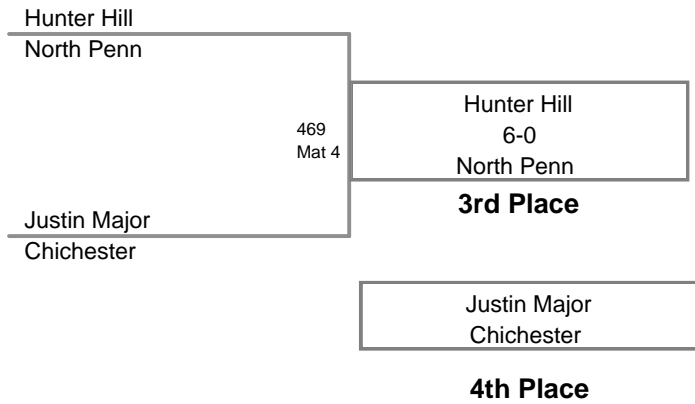 Hunter Hill
North Penn
469
Mat 4
Hunter Hill
6-0
North Penn
3rd Place
Justin Major
Chichester
Justin Major
Chichester
4th Place